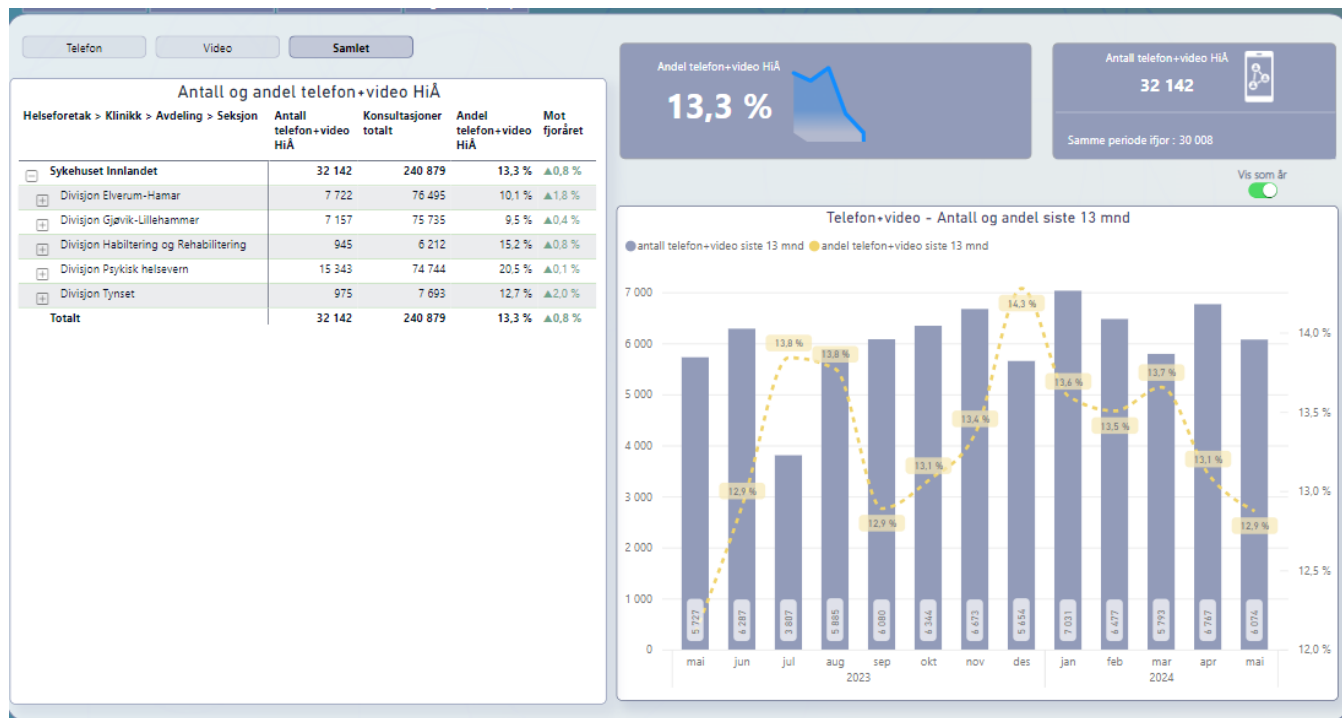 Telefon
Video
Samlet
Antall og andel telefon+video HiÅ
Helseforetak > Klinikk > Avdeling > Seksjon Antall telefon+video HiÅ Konsultasjoner totalt Andel telefon+video HiÅ Mot fjoråret
Sykehuset Innlandet 32 142 240 879 13,3 % ▲0,8 %
Divisjon Elverum-Hamar 7 722 76 495 10,1 % ▲1,8 %
Divisjon Gjøvik-Lillehammer 7 157 75 735 9,5 % ▲0,4 %
Divisjon Habiltering og Rehabilitering 945 6 212 15,2 % ▲0,8 %
Divisjon Psykisk helsevern 15 343 74 744 20,5 % ▲0,1 %
Divisjon Tynset 975 7 693 12,7 % ▲2,0 %
Totalt 32 142 240 879 13,3 % ▲0,8 %
Andel telefon+video HiÅ
13,3 %
Antall telefon+video HiÅ
32 142
Samme periode ifjor : 30 008
Vis som år
Telefon+video - Antall og andel siste 13 mnd
antall telefon+video siste 13 mnd andel telefon+video siste 13 mnd
7 000
6 000
5 000
4 000
3 000
2 000
1 000
0
14,0 %
13,5 %
13,0 %
12,5 %
12,0 %
12,9 %
13,8 %
13,8 %
12,9 %
13,1 %
13,4 %
14,3 %
13,6 %
13,5 %
13,7 %
13,1 %
12,9 %
5 727 6 287 3 807 5 885 6 080 6 344 6 673 5 654 7 031 6 477 5 793 6 767 6 074
mai jun jul aug sep okt nov des jan feb mar apr mai
2023 2024